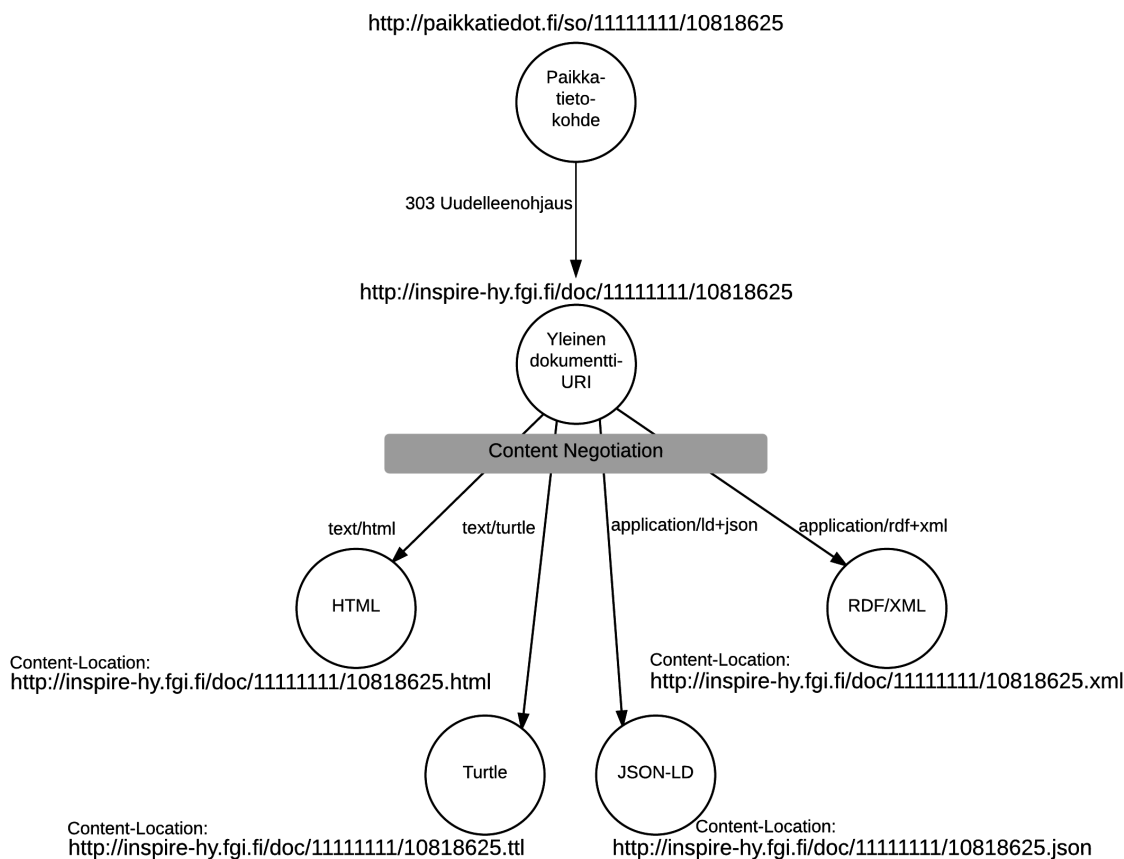 http://paikkatiedot.fi/so/11111111/10818625
Paikka-
tieto-
kohde
303 Uudelleenohjaus
http://inspire-hy.fgi.fi/doc/11111111/10818625
Yleinen
dokumentti-
URI
Content Negotiation
text/html
text/turtle
application/ld+json
application/rdf+xml
HTML
RDF/XML
Content-Location:
http://inspire-hy.fgi.fi/doc/11111111/10818625.html
Content-Location:
http://inspire-hy.fgi.fi/doc/11111111/10818625.xml
Turtle
JSON-LD
Content-Location:
http://inspire-hy.fgi.fi/doc/11111111/10818625.ttl
Content-Location:
http://inspire-hy.fgi.fi/doc/11111111/10818625.json